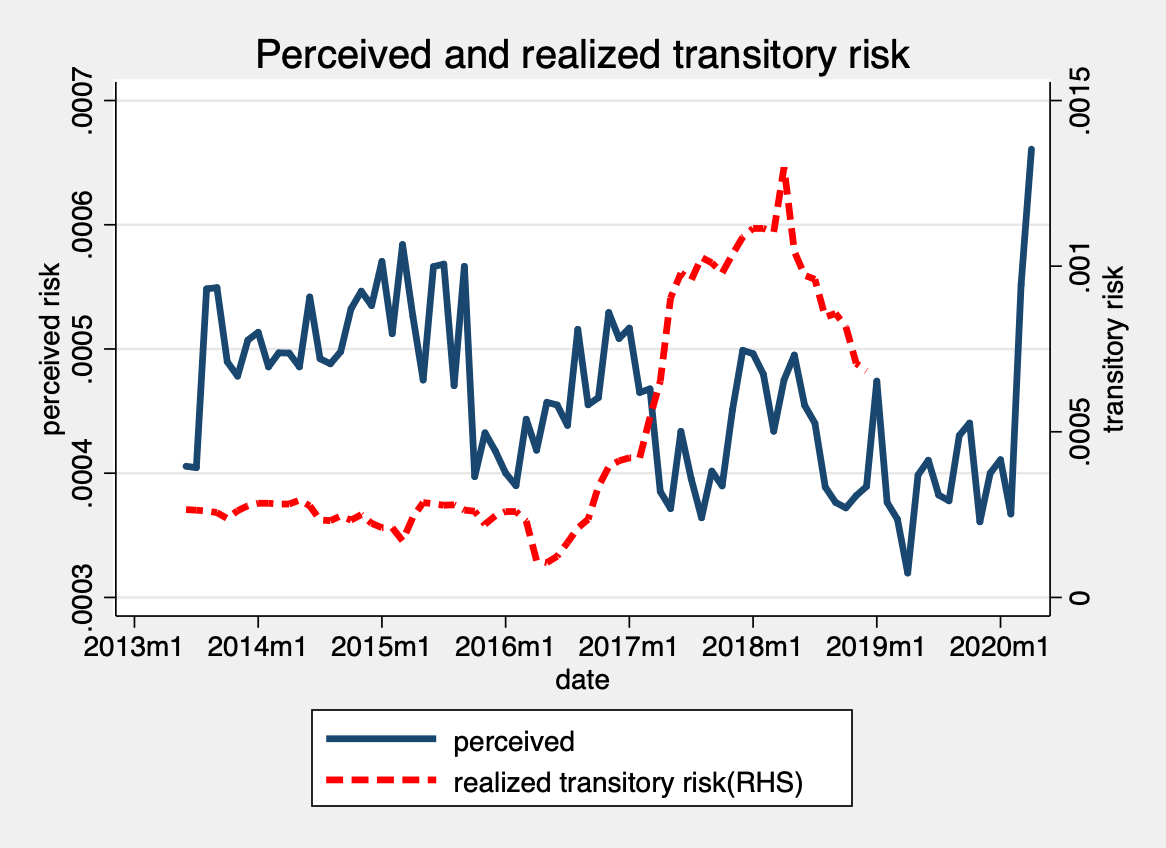 Perceived and realized transitory risk
.0007
.0006
.0005
.0004
.0003
perceived risk
.0015
.001
.0005
0
transitory risk
2013m1 2014m1 2015m1 2016m1 2017m1 2018m1 2019m1 2020m1
date
perceived
realized transitory risk(RHS)